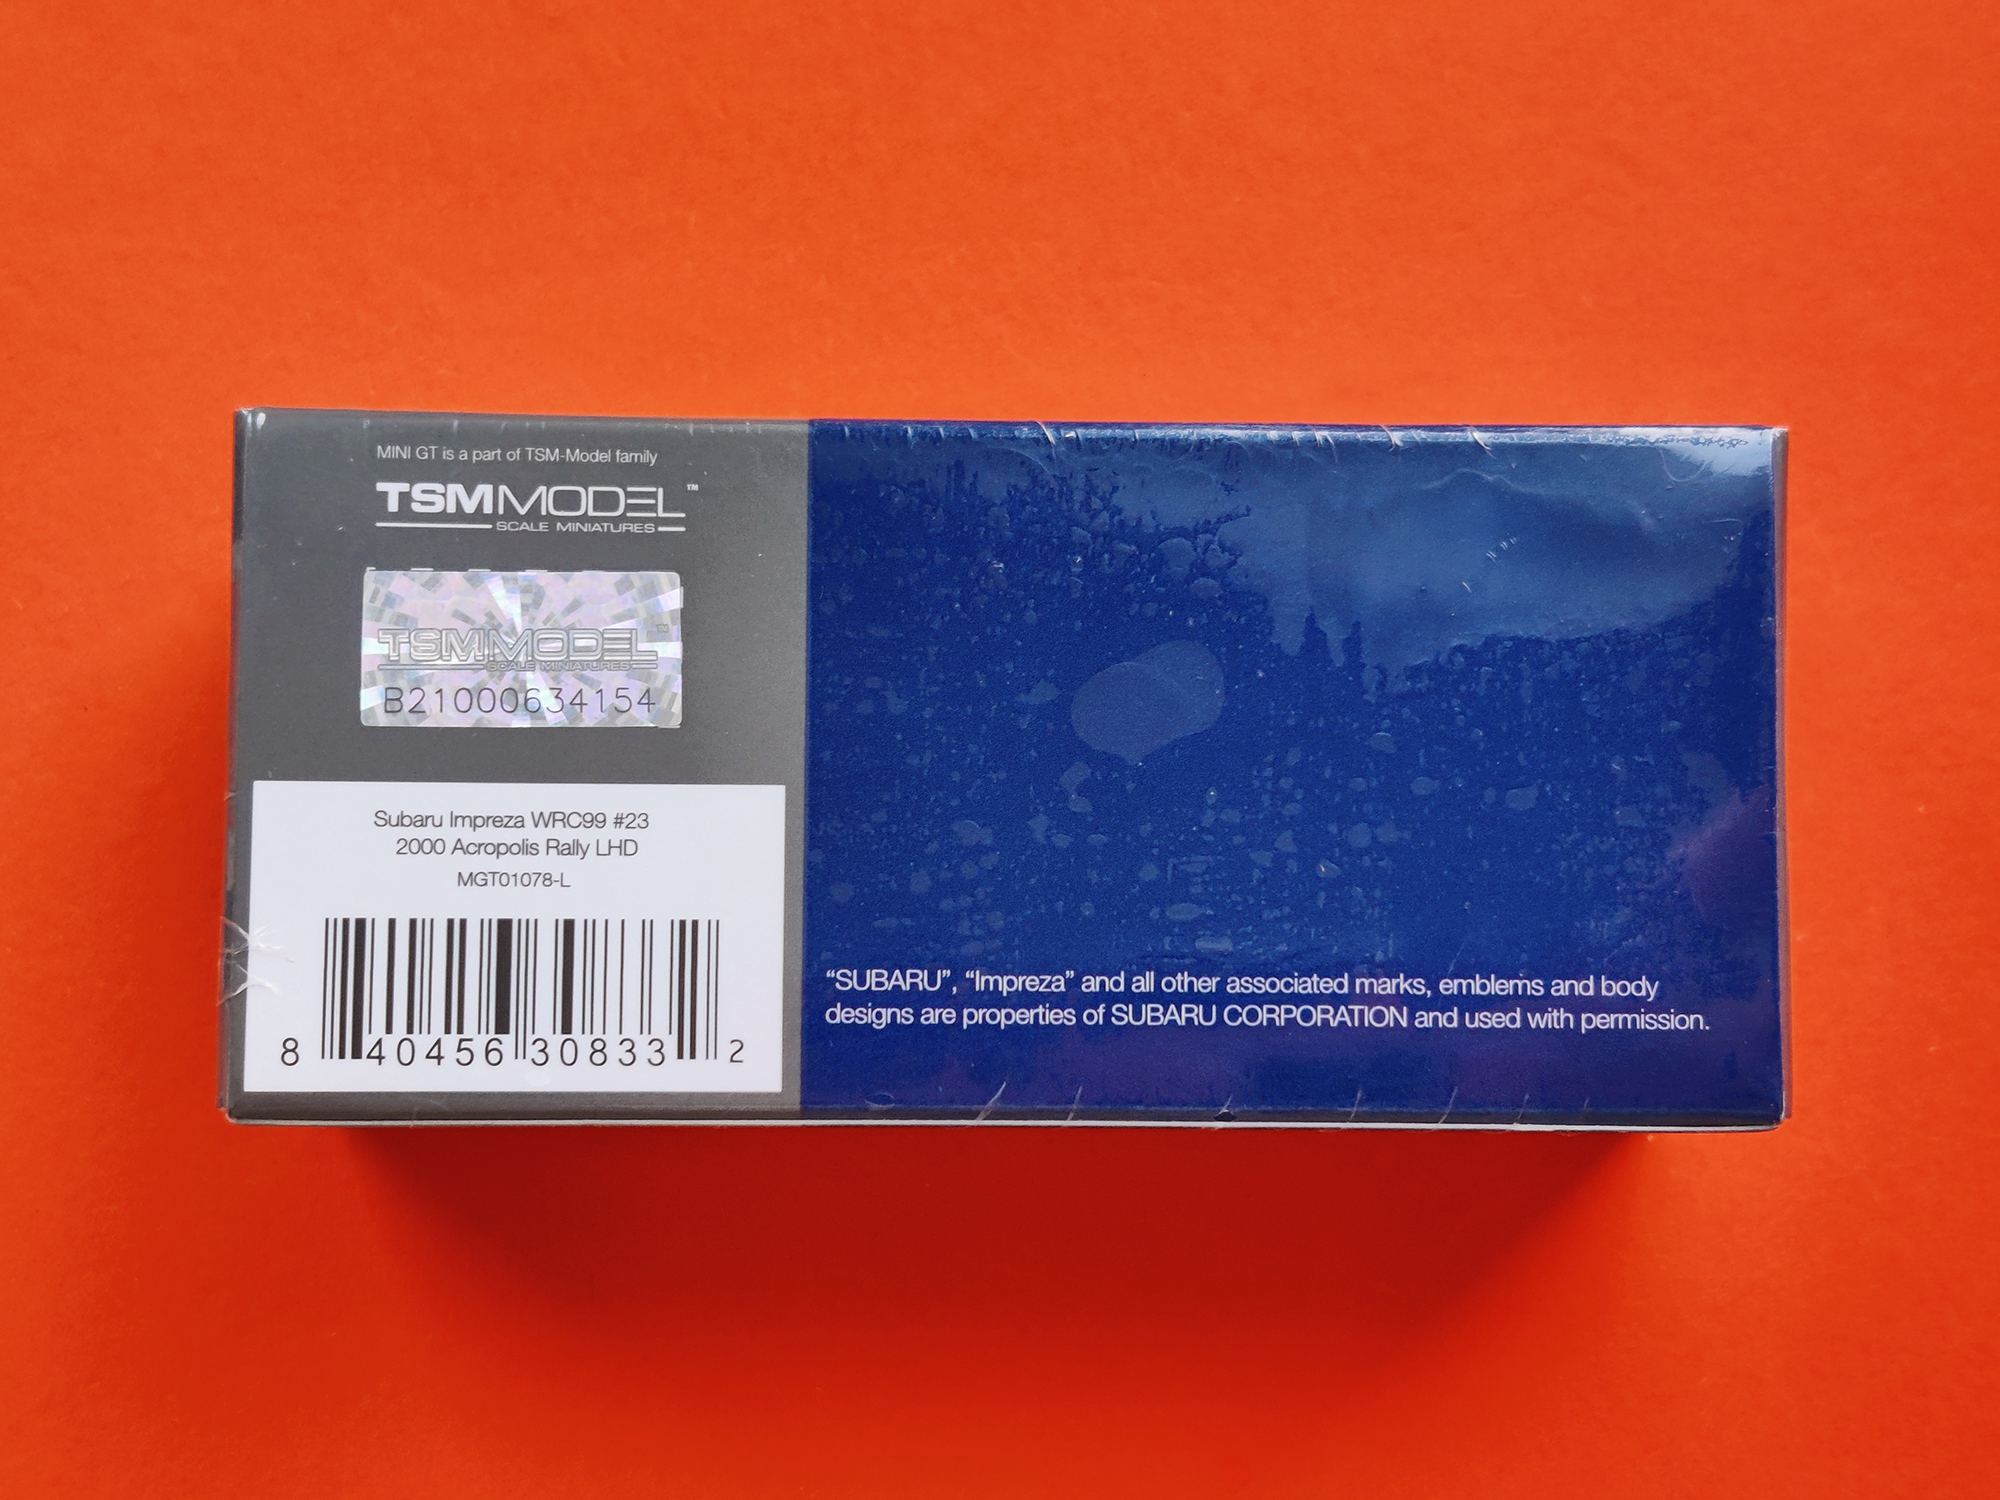 MINI GT is a part of TSM-Model family
TSMMODEL™
SCALE MINIATURES
TSMMODEL™
SCALE MINIATURES
B21000634154
Subaru Impreza WRC99 #23
2000 Acropolis Rally LHD
MGT01078-L
8 40456 30833 2
“SUBARU”, “Impreza” and all other associated marks, emblems and body
designs are properties of SUBARU CORPORATION and used with permission.